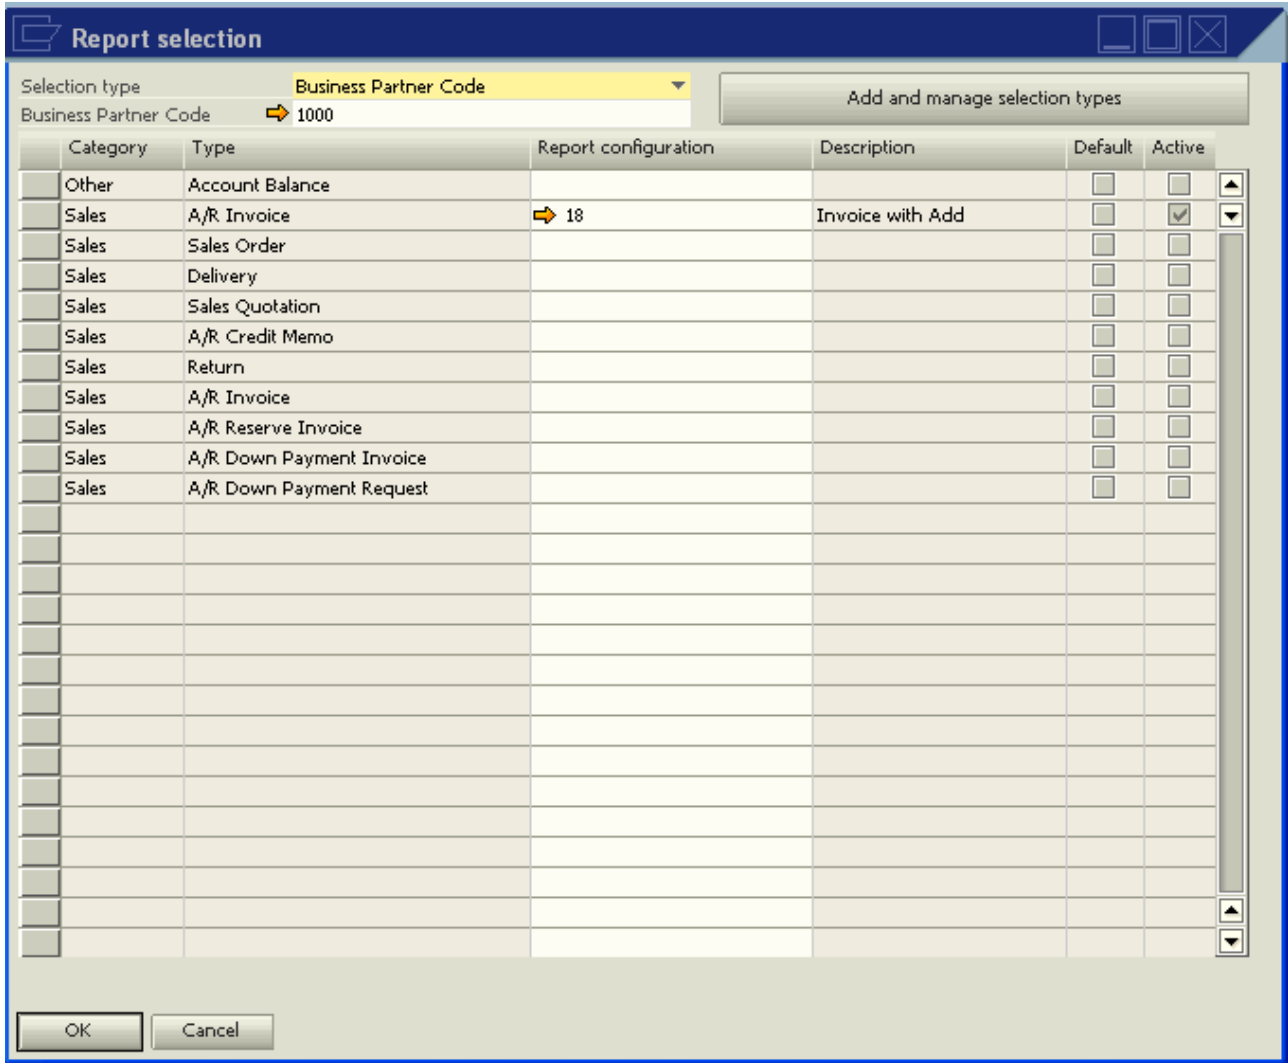 Report selection
Selection type Business Partner Code
Add and manage selection types
Business Partner Code 1000
Category Type Report configuration Description Default Active
Other Account Balance
Sales A/R Invoice 18 Invoice with Add
Sales Sales Order
Sales Delivery
Sales Sales Quotation
Sales A/R Credit Memo
Sales Return
Sales A/R Invoice
Sales A/R Reserve Invoice
Sales A/R Down Payment Invoice
Sales A/R Down Payment Request
OK Cancel